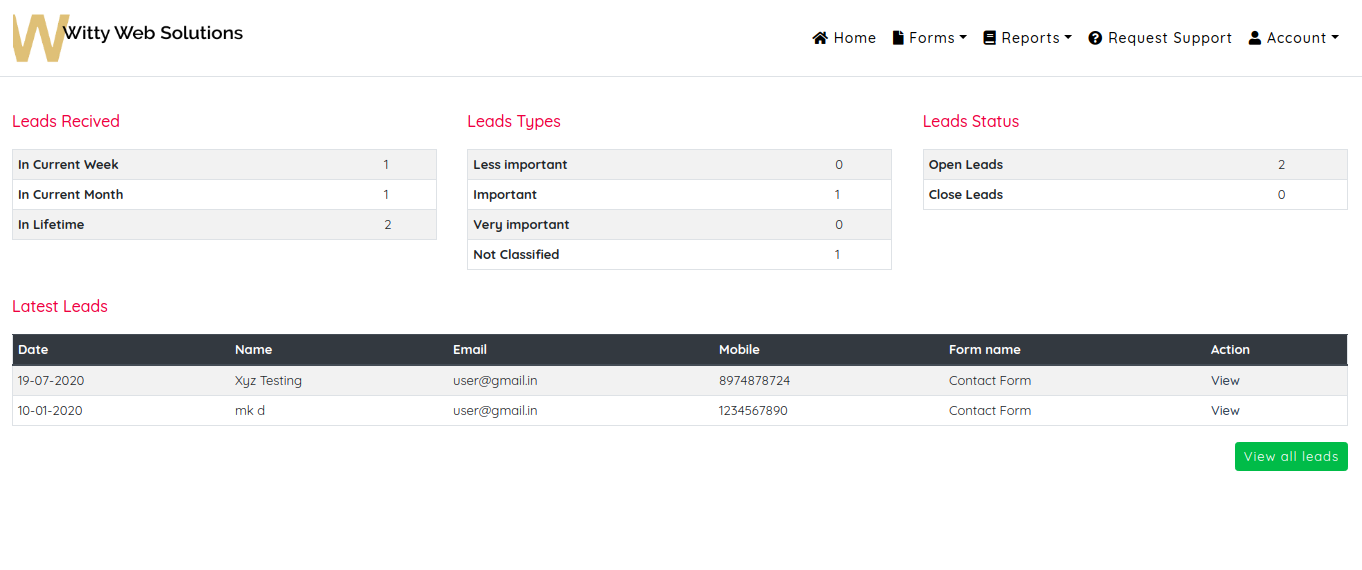 W Witty Web Solutions
Home Forms Reports Request Support Account
Leads Recived
In Current Week 1
In Current Month 1
In Lifetime 2
Leads Types
Less important 0
Important 1
Very important 0
Not Classified 1
Leads Status
Open Leads 2
Close Leads 0
Latest Leads
Date Name Email Mobile Form name Action
19-07-2020 Xyz Testing user@gmail.in 8974878724 Contact Form View
10-01-2020 mk d user@gmail.in 1234567890 Contact Form View
View all leads